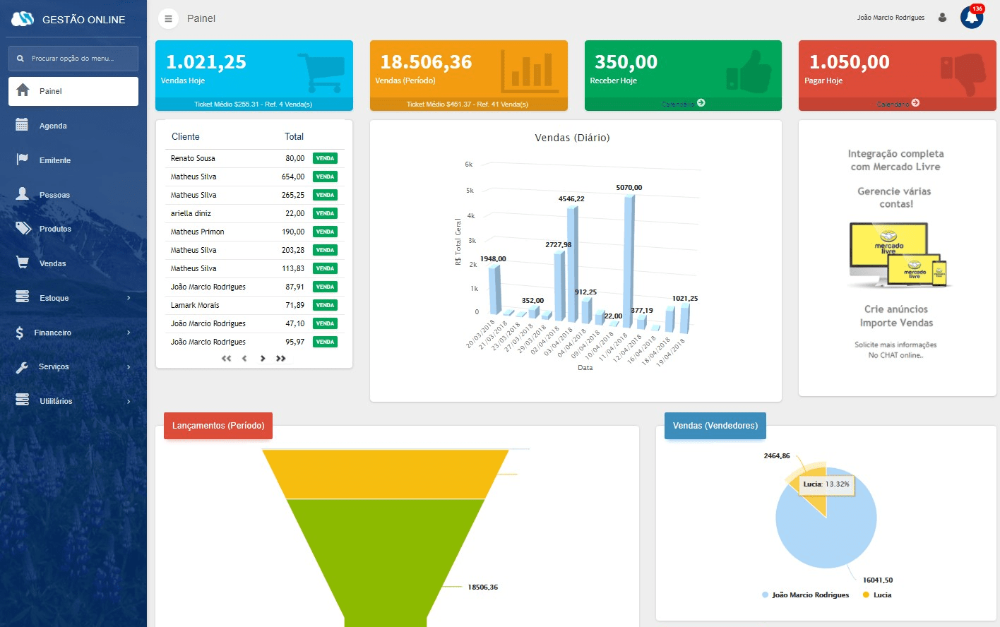 GESTÃO ONLINE
Procurar opção do menu...
Painel
Agenda
Emitente
Pessoas
Produtos
Vendas
Estoque
Financeiro
Serviços
Utilitários
Painel
João Marcio Rodrigues
136
1.021,25
Vendas Hoje
Ticket Médio $255.31 - Ref. 4 Venda(s)
18.506,36
Vendas (Período)
Ticket Médio $451.37 - Ref. 41 Venda(s)
350,00
Receber Hoje
Calendário
1.050,00
Pagar Hoje
Calendário
Cliente Total
Renato Sousa 80,00 VENDA
Matheus Silva 654,00 VENDA
Matheus Silva 265,25 VENDA
ariella diniz 22,00 VENDA
Matheus Primon 190,00 VENDA
Matheus Silva 203,28 VENDA
Matheus Silva 113,83 VENDA
João Marcio Rodrigues 87,91 VENDA
Lamark Morais 71,89 VENDA
João Marcio Rodrigues 47,10 VENDA
João Marcio Rodrigues 95,97 VENDA
Vendas (Diário)
R$ Total Geral
6k
5k
4k
3k
2k
1k
0
1948,00
352,00
2727,98
4546,22
912,25
22,00
5070,00
377,19
1021,25
20/03/2018
21/03/2018
23/03/2018
27/03/2018
29/03/2018
02/04/2018
03/04/2018
04/04/2018
09/04/2018
10/04/2018
11/04/2018
12/04/2018
16/04/2018
18/04/2018
19/04/2018
Data
Integração completa
com Mercado Livre
Gerencie várias
contas!
mercado
livre
mercado
livre
mercado
livre
Crie anúncios
Importe Vendas
Solicite mais informações
No CHAT online..
Lançamentos (Período)
18506,36
Vendas (Vendedores)
2464,86
Lucia: 13.32%
16041,50
João Marcio Rodrigues
Lucia